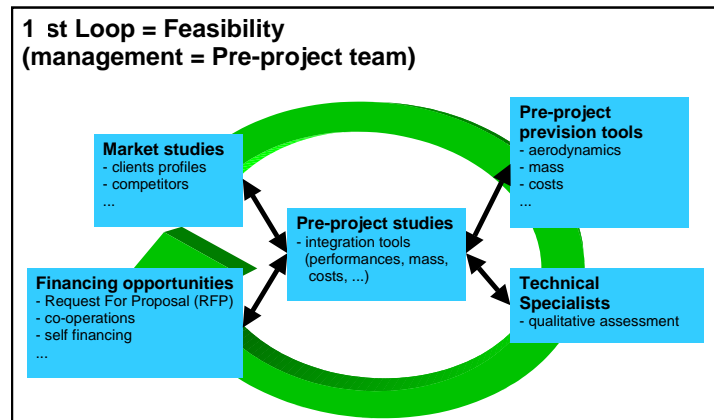 1 st Loop = Feasibility
(management = Pre-project team)
Market studies
- clients profiles
- competitors
...
Pre-project
prevision tools
- aerodynamics
- mass
- costs
...
Pre-project studies
- integration tools
(performances, mass,
costs, ...)
Financing opportunities
- Request For Proposal (RFP)
- co-operations
- self financing
...
Technical
Specialists
- qualitative assessment